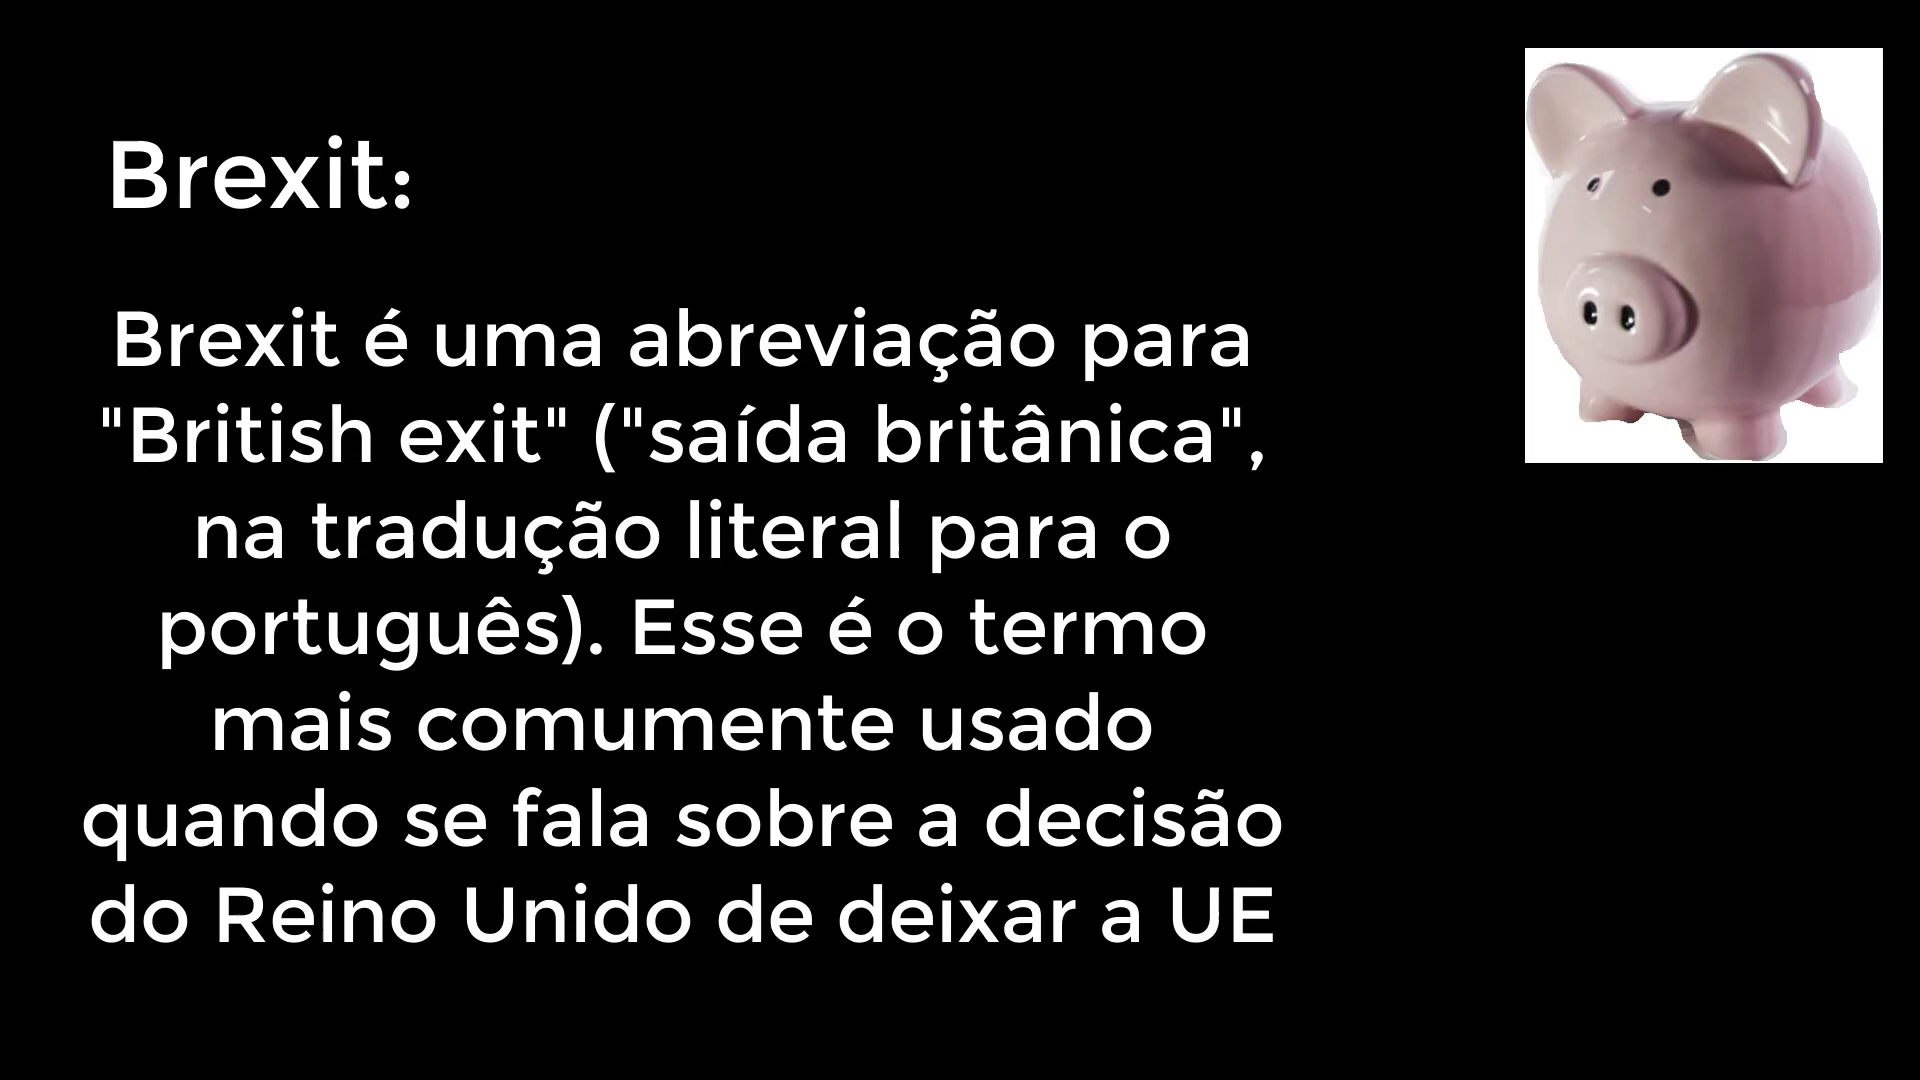 Brexit:
Brexit é uma abreviação para
"British exit" ("saída britânica",
na tradução literal para o
português). Esse é o termo
mais comumente usado
quando se fala sobre a decisão
do Reino Unido de deixar a UE